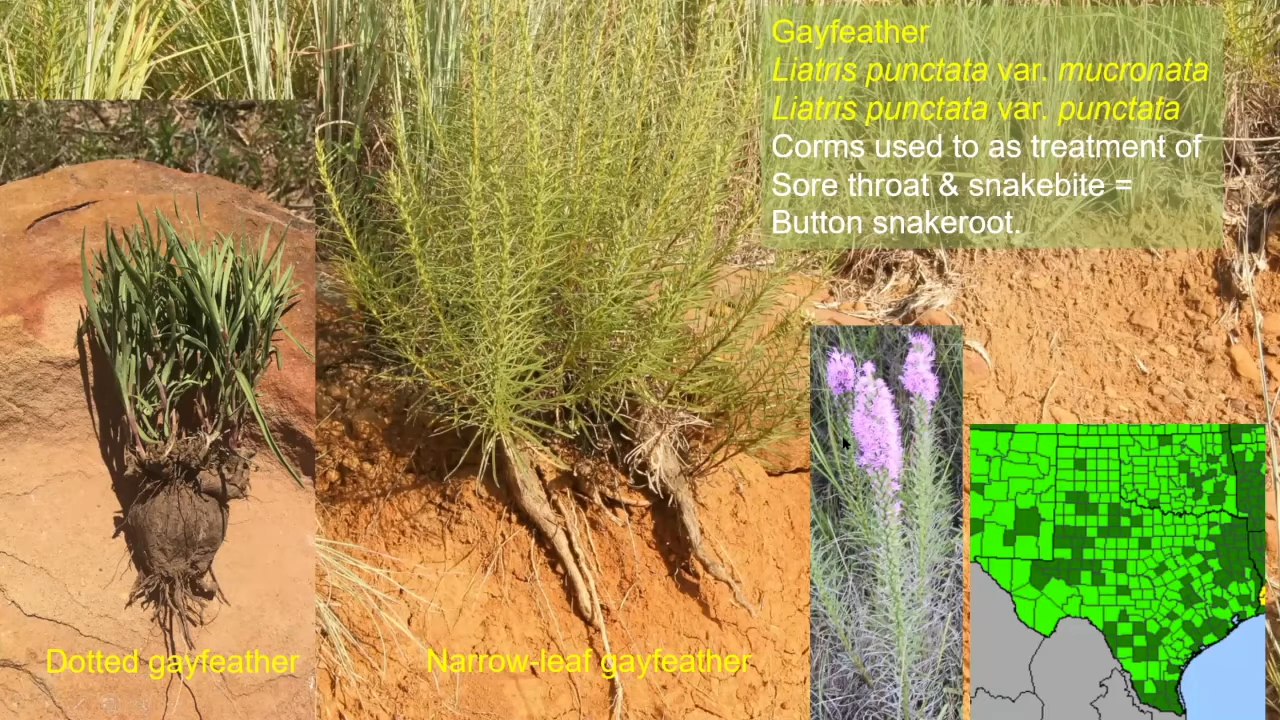 Gayfeather
Liatris punctata var. mucronata
Liatris punctata var. punctata
Corms used to as treatment of
Sore throat & snakebite =
Button snakeroot.
Dotted gayfeather
Narrow-leaf gayfeather